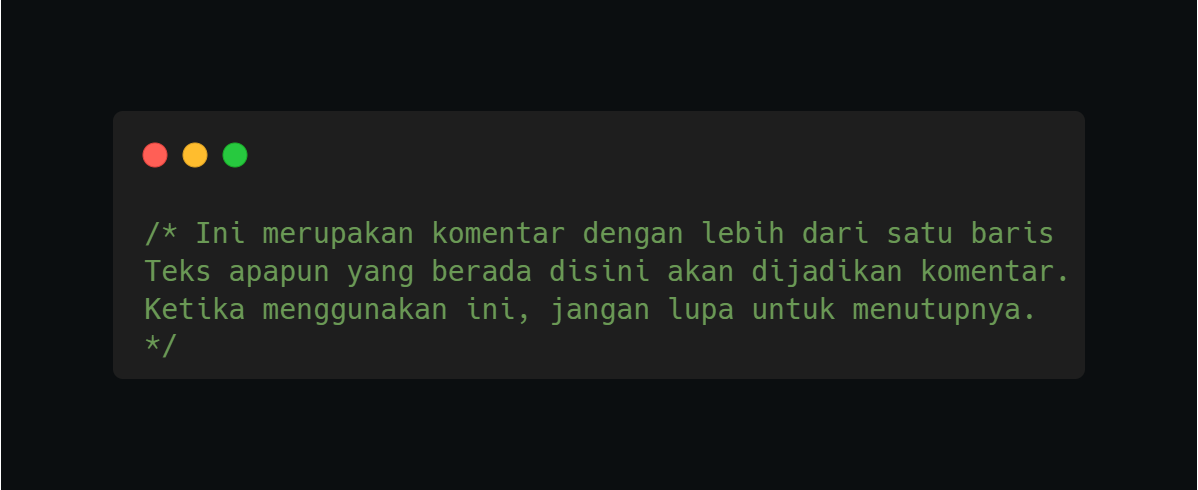 /* Ini merupakan komentar dengan lebih dari satu baris
Teks apapun yang berada disini akan dijadikan komentar.
Ketika menggunakan ini, jangan lupa untuk menutupnya.
*/